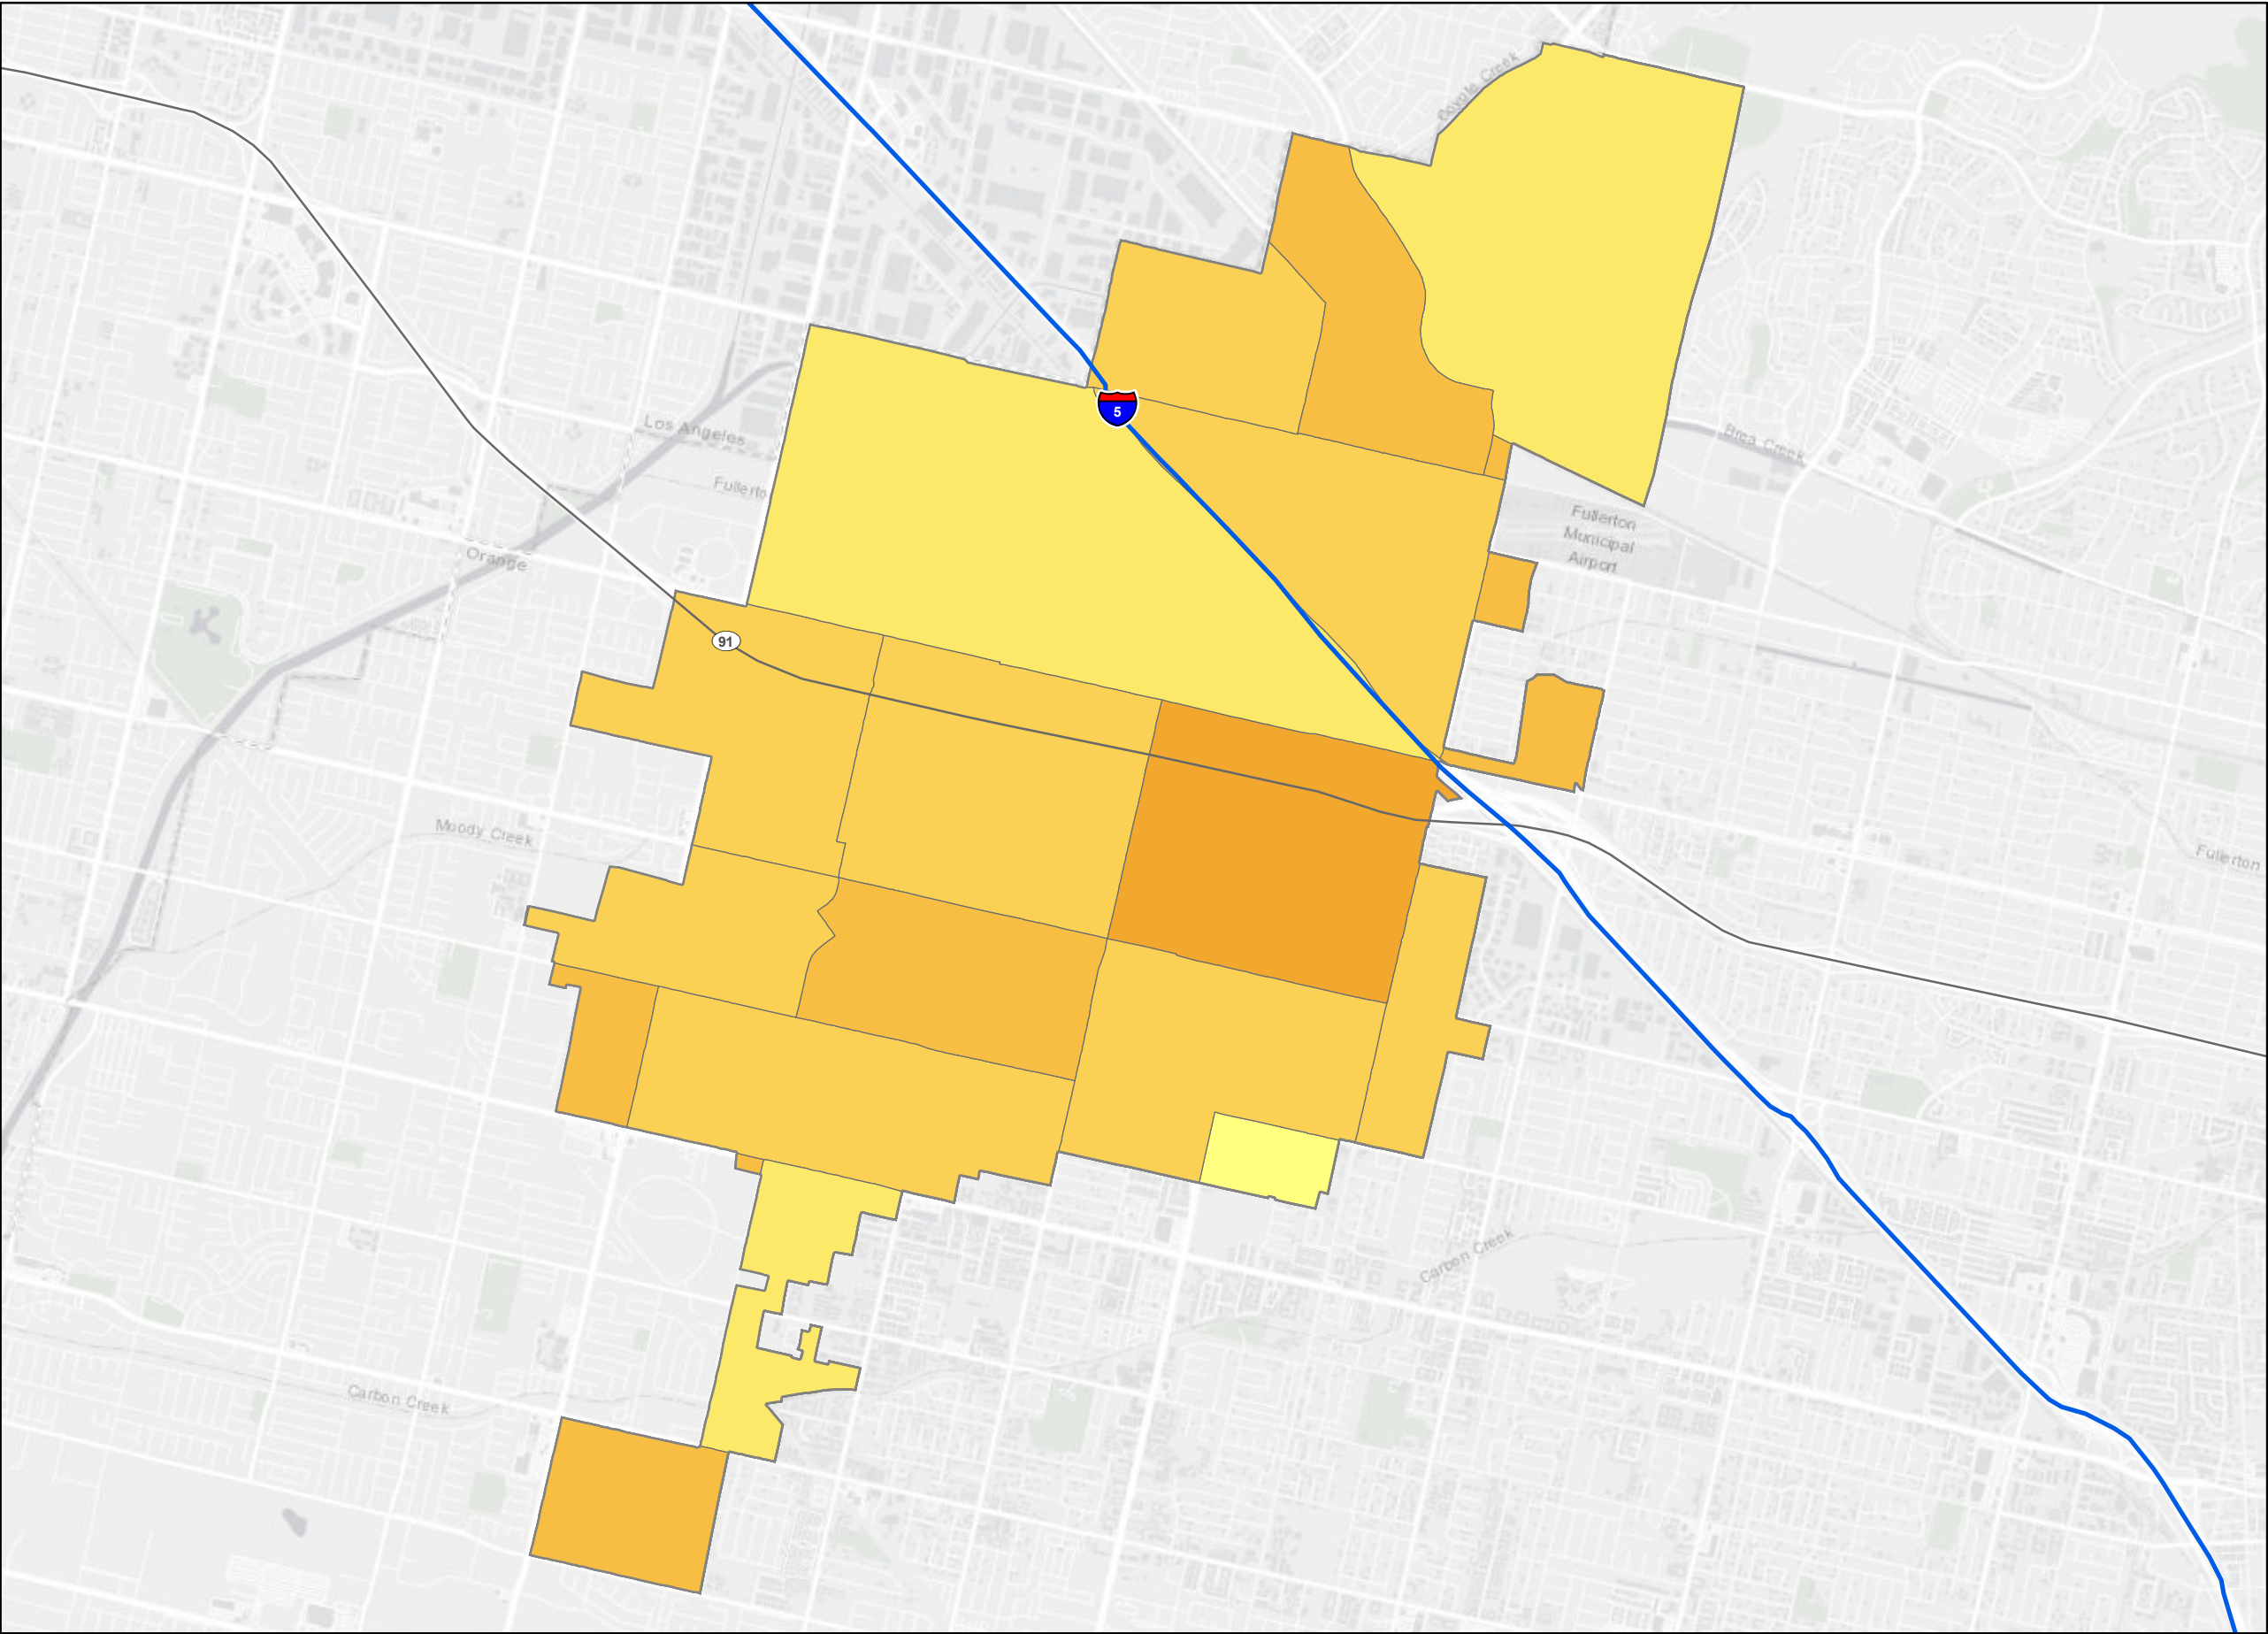 Coyote Creek
5
Los Angeles
Brea Creek
Fullerto
Fullerton
Municipal
Airport
Orange
91
Moody Creek
Fullerton
Carbon Creek
Carbon Creek